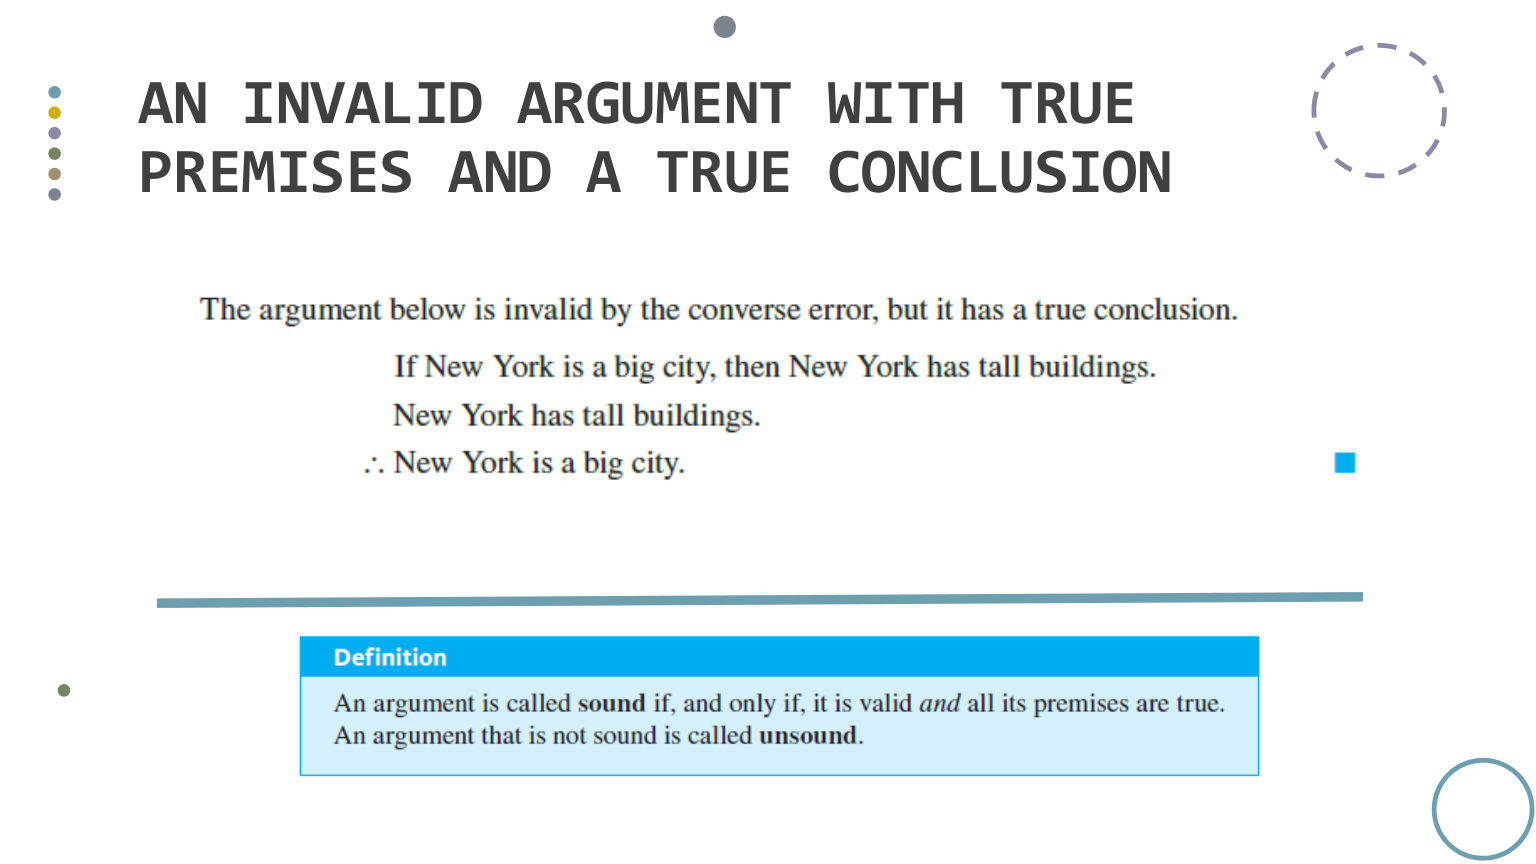 AN INVALID ARGUMENT WITH TRUE
PREMISES AND A TRUE CONCLUSION
The argument below is invalid by the converse error, but it has a true conclusion.
If New York is a big city, then New York has tall buildings.
New York has tall buildings.
∴ New York is a big city.
Definition
An argument is called sound if, and only if, it is valid and all its premises are true.
An argument that is not sound is called unsound.